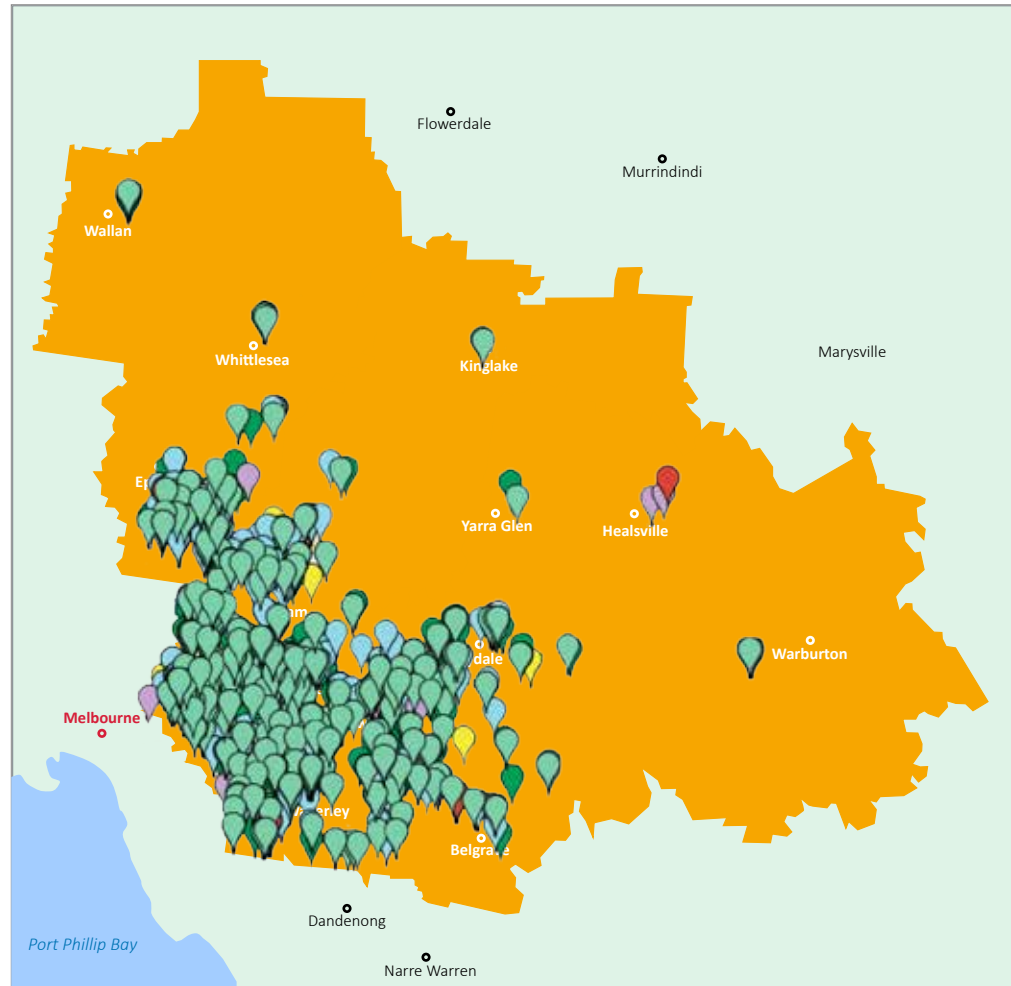 Flowerdale
Murrindindi
Wallan
Whittlesea
Kinglake
Marysville
Yarra Glen
Healsville
Warburton
Melbourne
Belgrave
Dandenong
Port Phillip Bay
Narre Warren